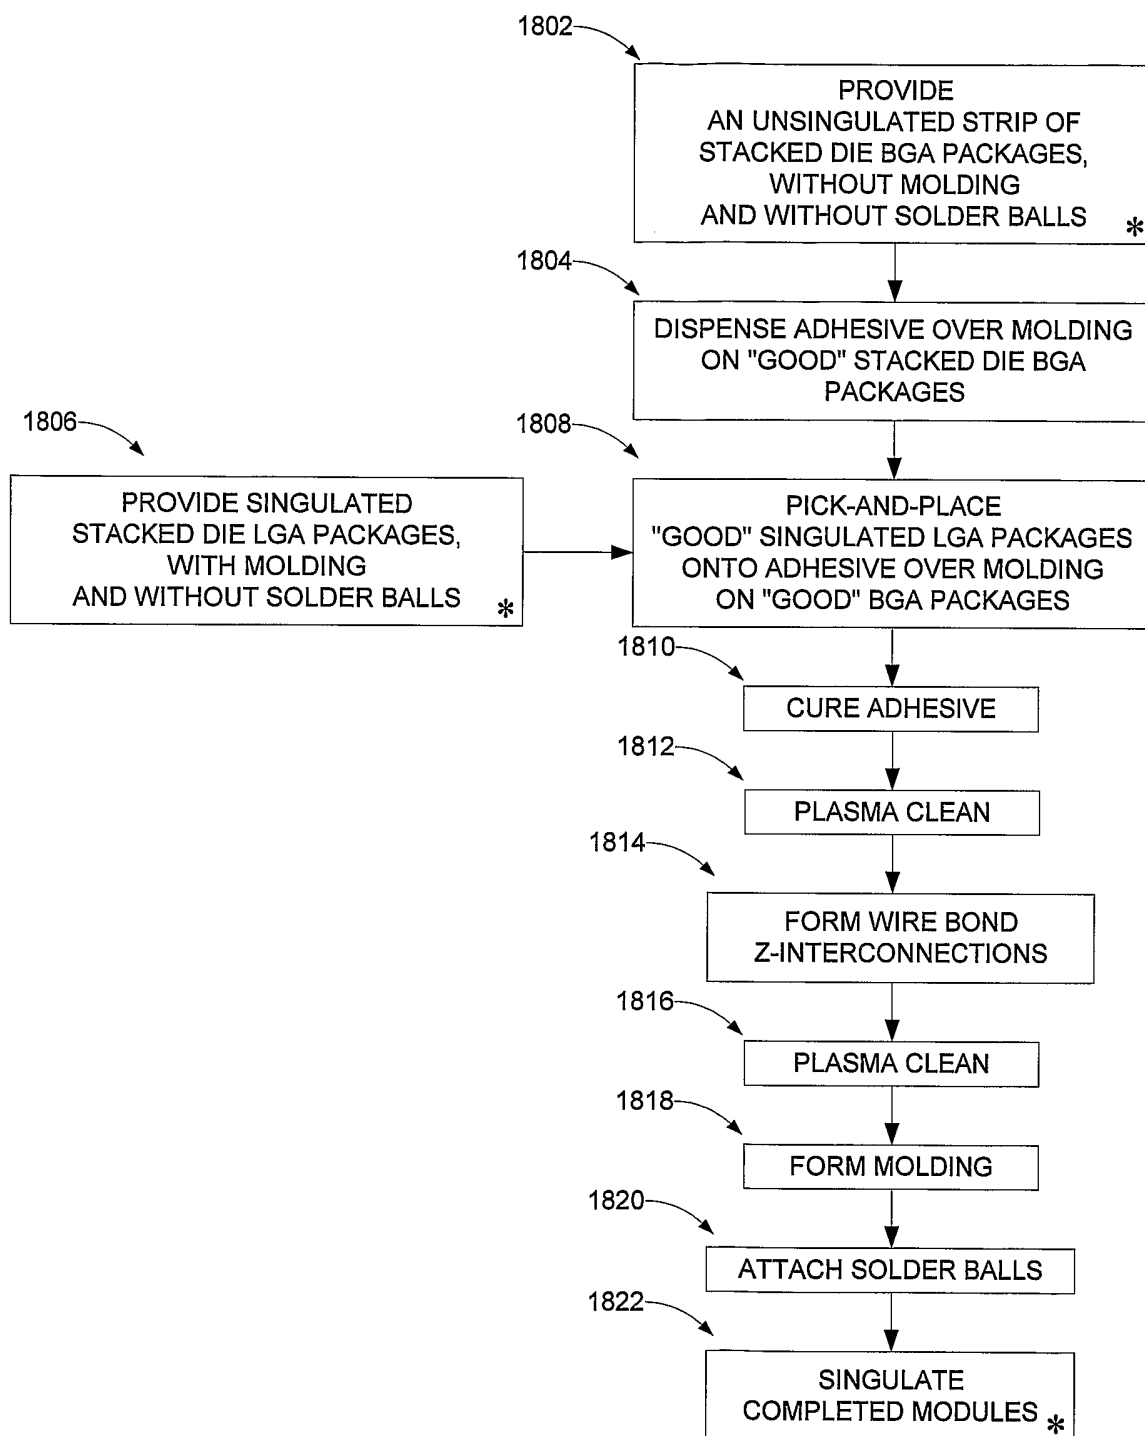 1802
PROVIDE
AN UNSINGULATED STRIP OF
STACKED DIE BGA PACKAGES,
WITHOUT MOLDING
AND WITHOUT SOLDER BALLS *
1804
DISPENSE ADHESIVE OVER MOLDING
ON "GOOD" STACKED DIE BGA
PACKAGES
1806
PROVIDE SINGULATED
STACKED DIE LGA PACKAGES,
WITH MOLDING
AND WITHOUT SOLDER BALLS *
1808
PICK-AND-PLACE
"GOOD" SINGULATED LGA PACKAGES
ONTO ADHESIVE OVER MOLDING
ON "GOOD" BGA PACKAGES
1810
CURE ADHESIVE
1812
PLASMA CLEAN
1814
FORM WIRE BOND
Z-INTERCONNECTIONS
1816
PLASMA CLEAN
1818
FORM MOLDING
1820
ATTACH SOLDER BALLS
1822
SINGULATE
COMPLETED MODULES *